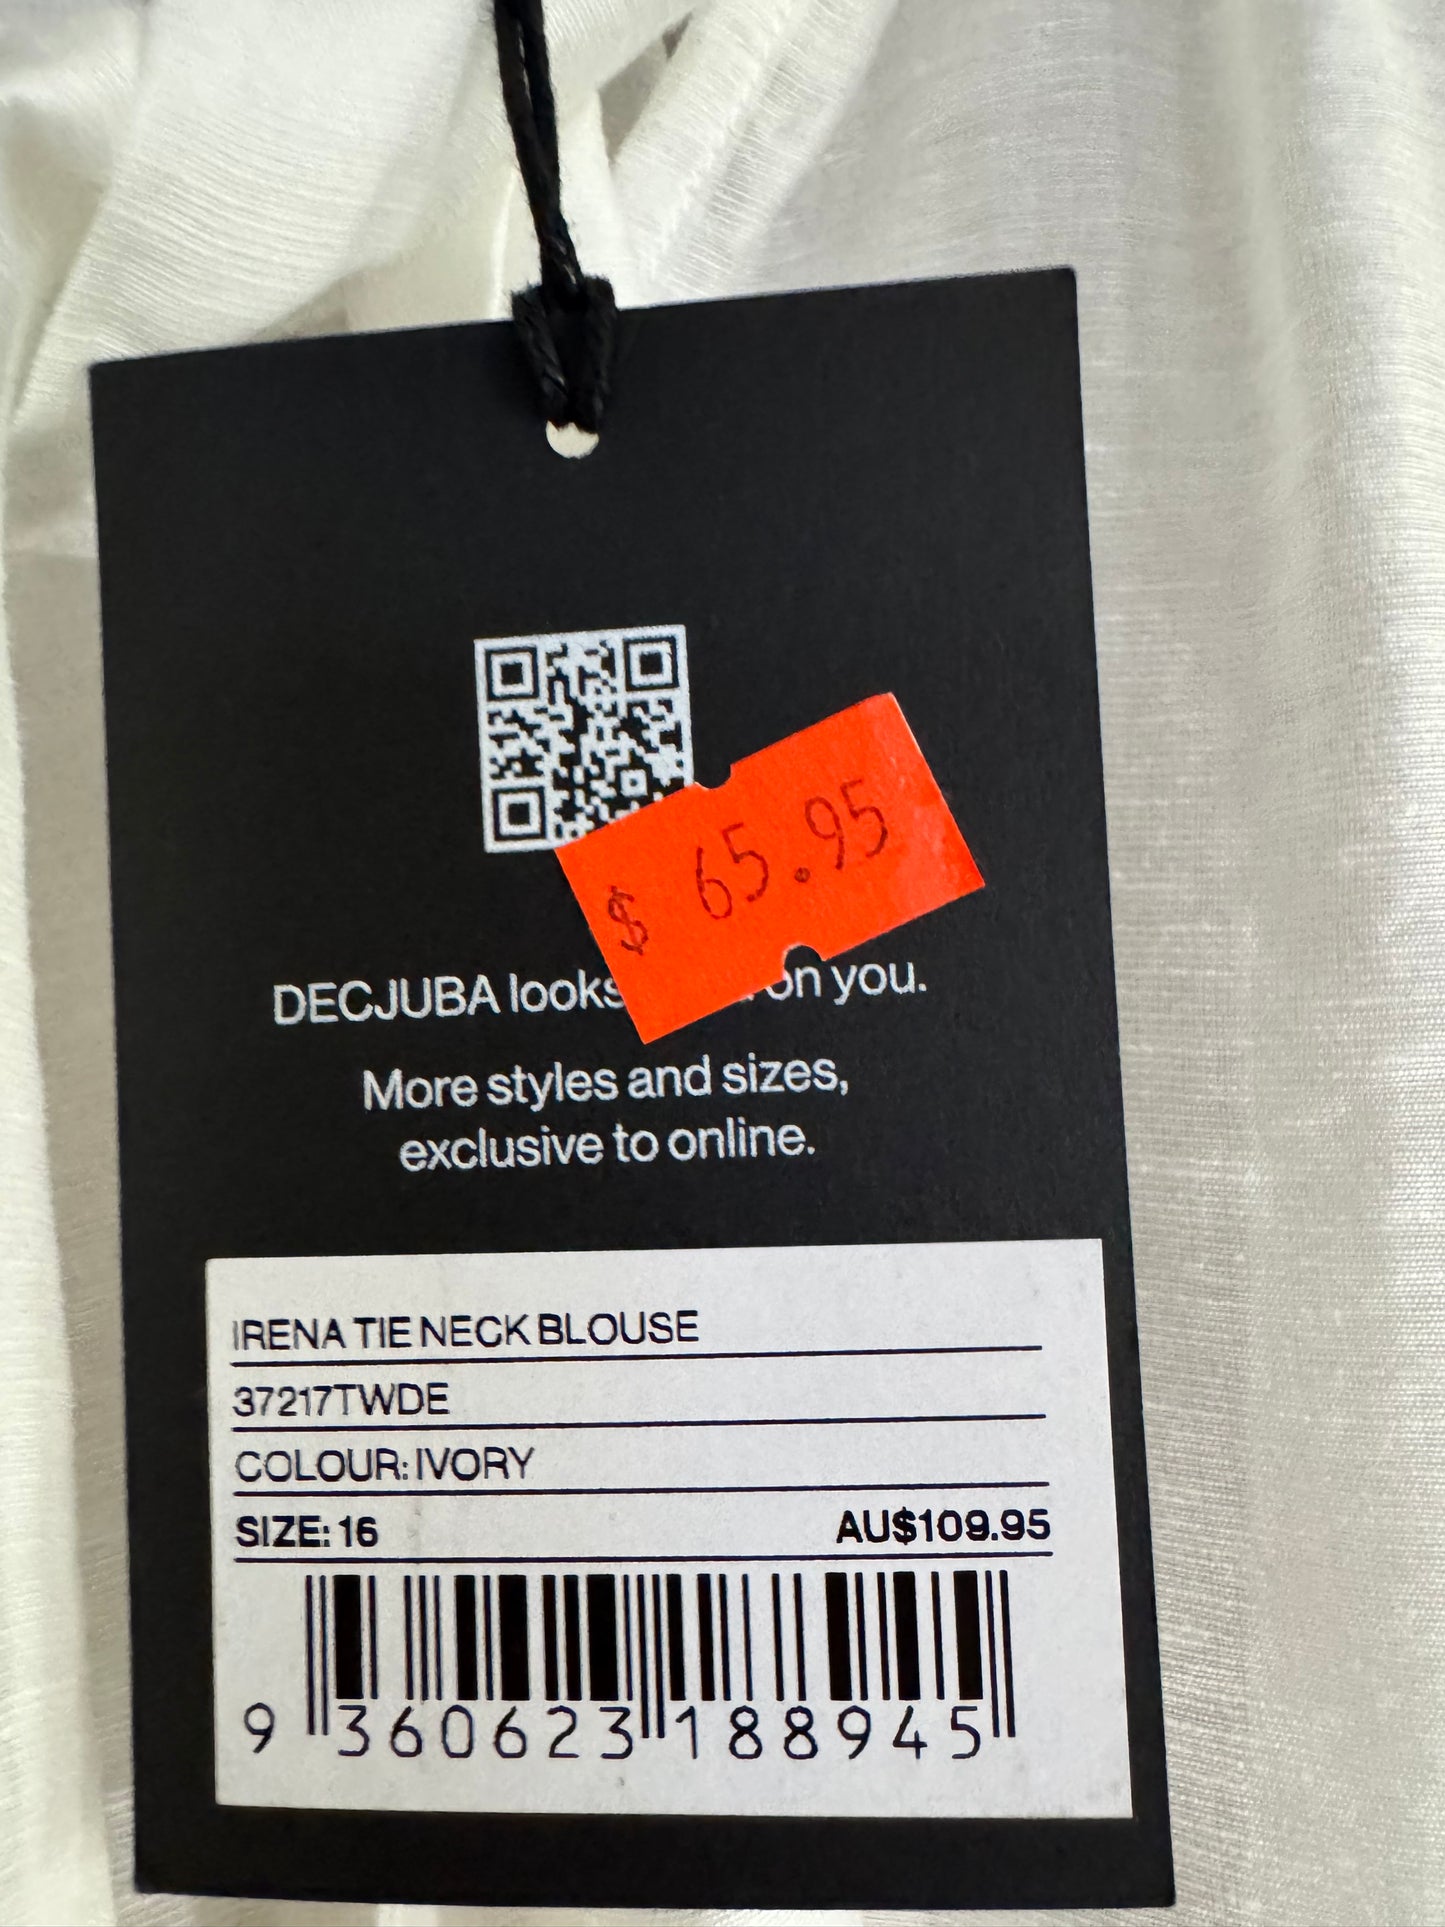 $ 65.95
DECJUBA looks on you.
More styles and sizes,
exclusive to online.
IRENA TIE NECK BLOUSE
37217TWDE
COLOUR: IVORY
SIZE: 16 AU$109.95
9 360623 188945